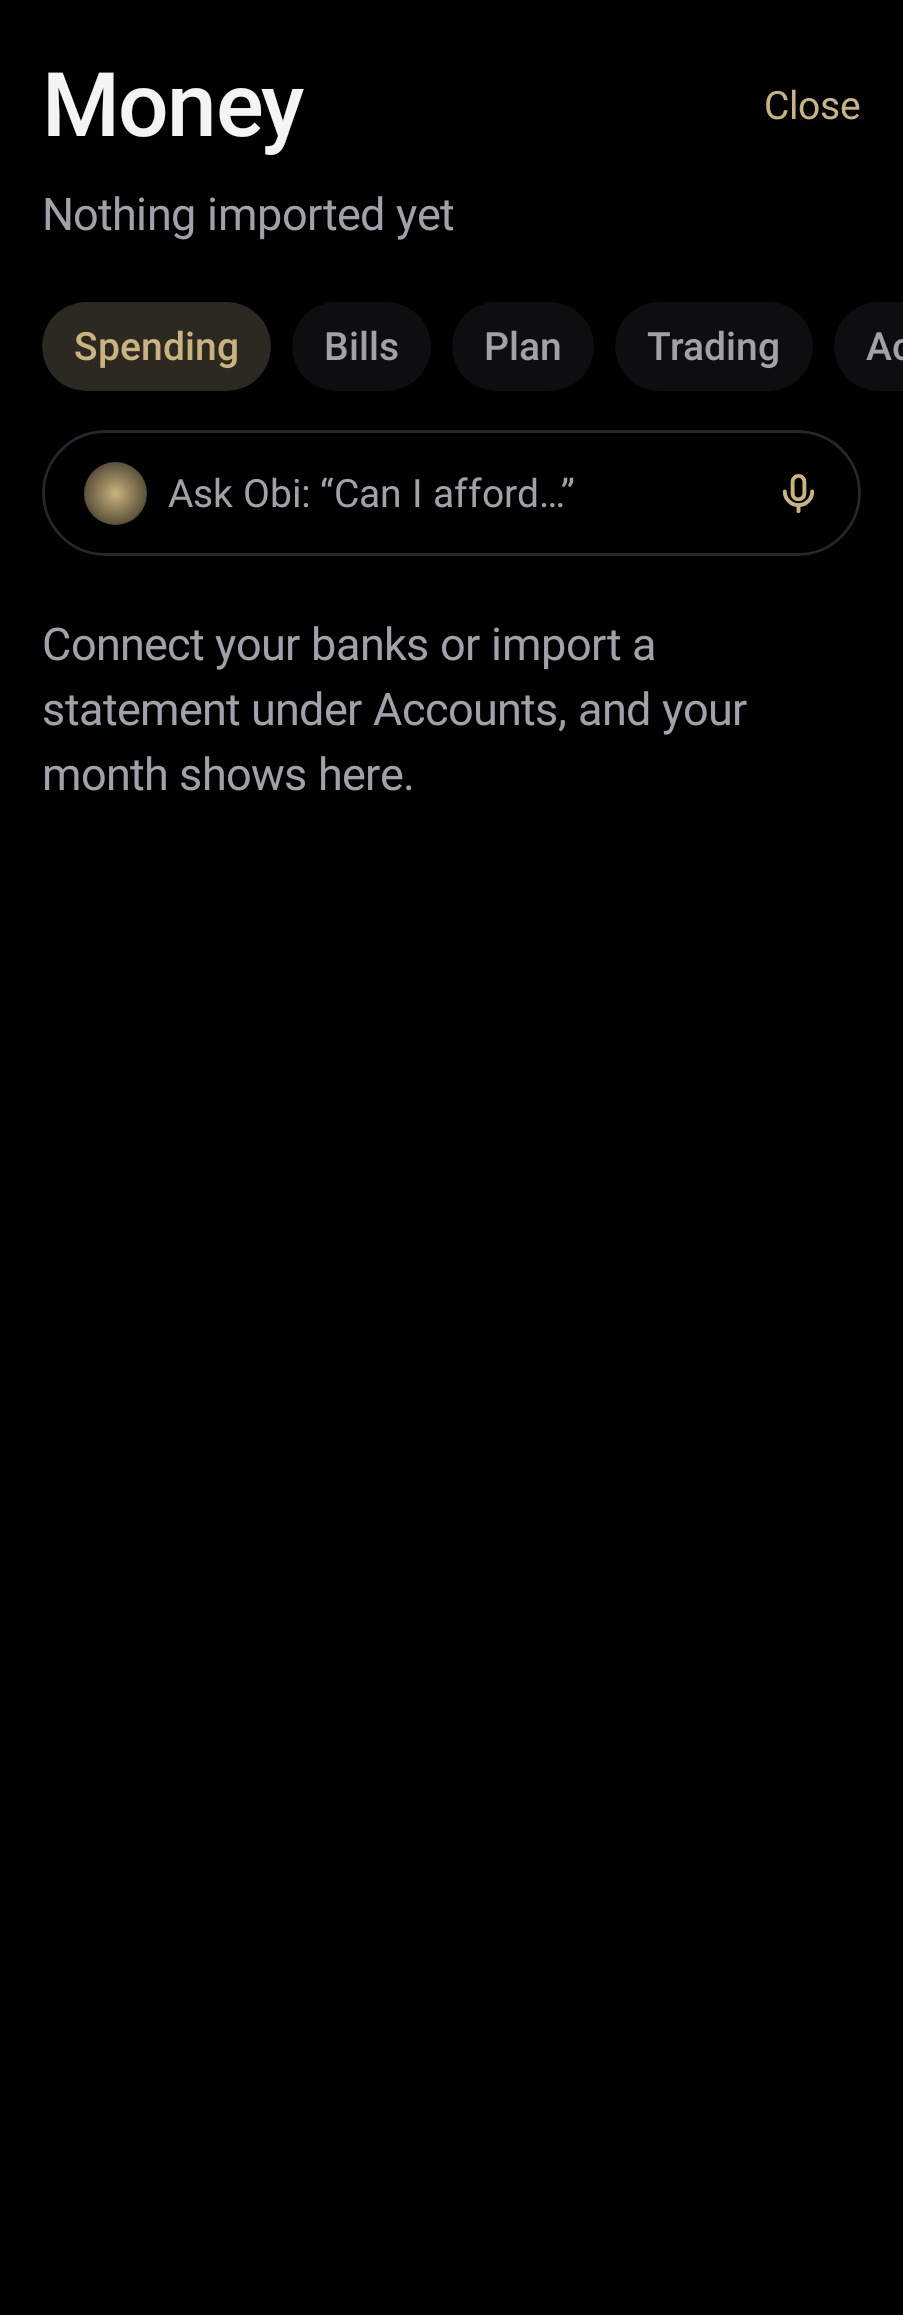 Money
Close
Nothing imported yet
Spending
Bills
Plan
Trading
Ask Obi: “Can I afford…”
Connect your banks or import a
statement under Accounts, and your
month shows here.